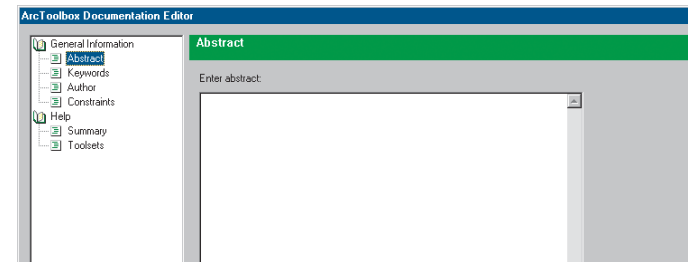 ArcToolbox Documentation Editor
General Information
Abstract
Keywords
Author
Constraints
Help
Summary
Toolsets
Abstract
Enter abstract: